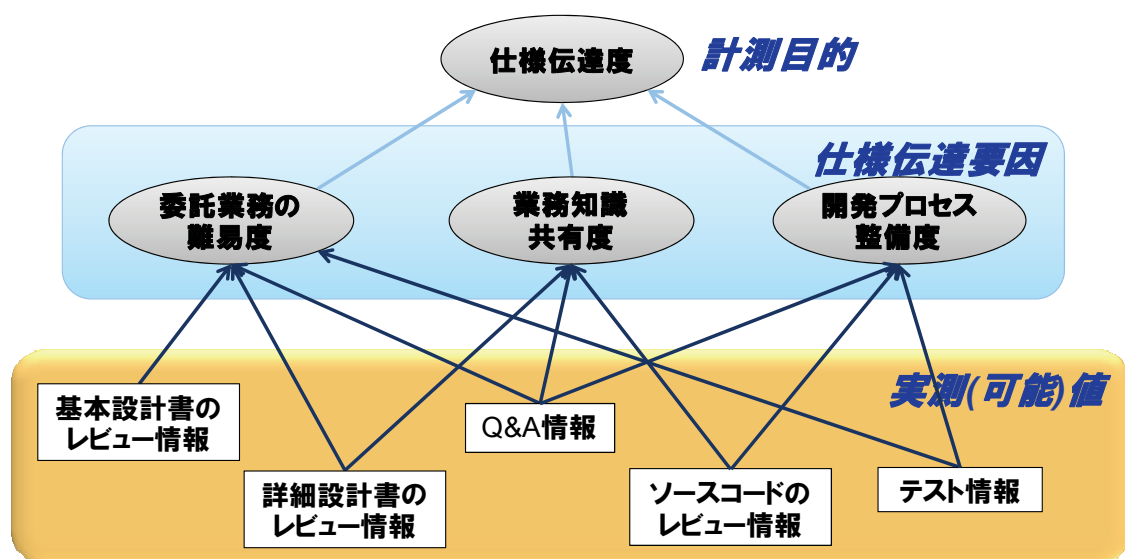 仕様伝達度
計測目的
仕様伝達要因
委託業務の
難易度
業務知識
共有度
開発プロセス
整備度
実測(可能)値
基本設計書の
レビュー情報
Q&A情報
詳細設計書の
レビュー情報
ソースコードの
レビュー情報
テスト情報